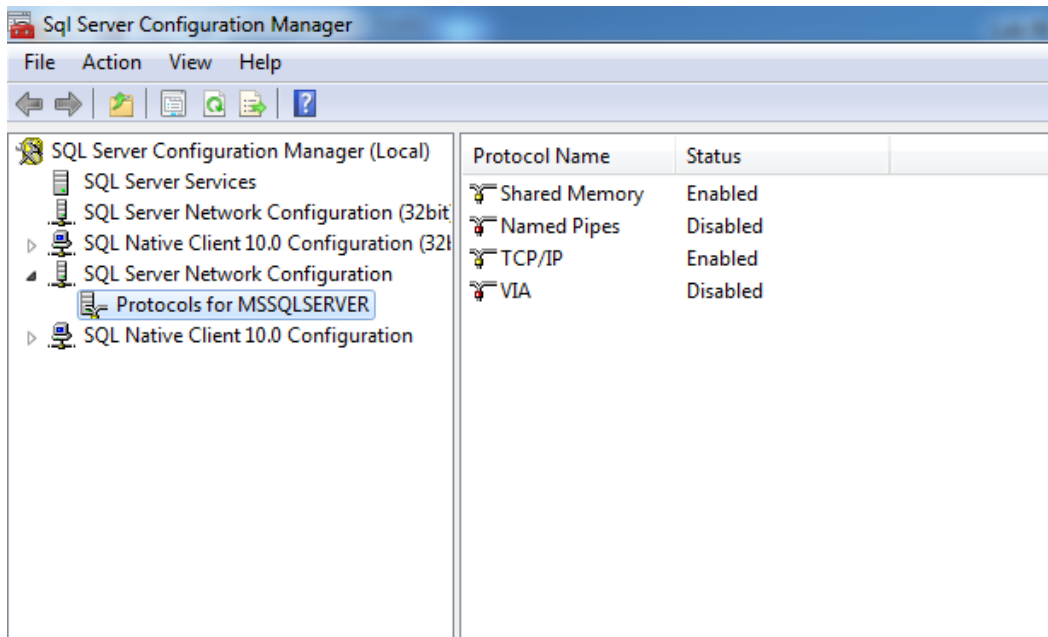 Sql Server Configuration Manager
File Action View Help
SQL Server Configuration Manager (Local)
SQL Server Services
SQL Server Network Configuration (32bit
SQL Native Client 10.0 Configuration (32b
SQL Server Network Configuration
Protocols for MSSQLSERVER
SQL Native Client 10.0 Configuration
Protocol Name Status
Shared Memory Enabled
Named Pipes Disabled
TCP/IP Enabled
VIA Disabled